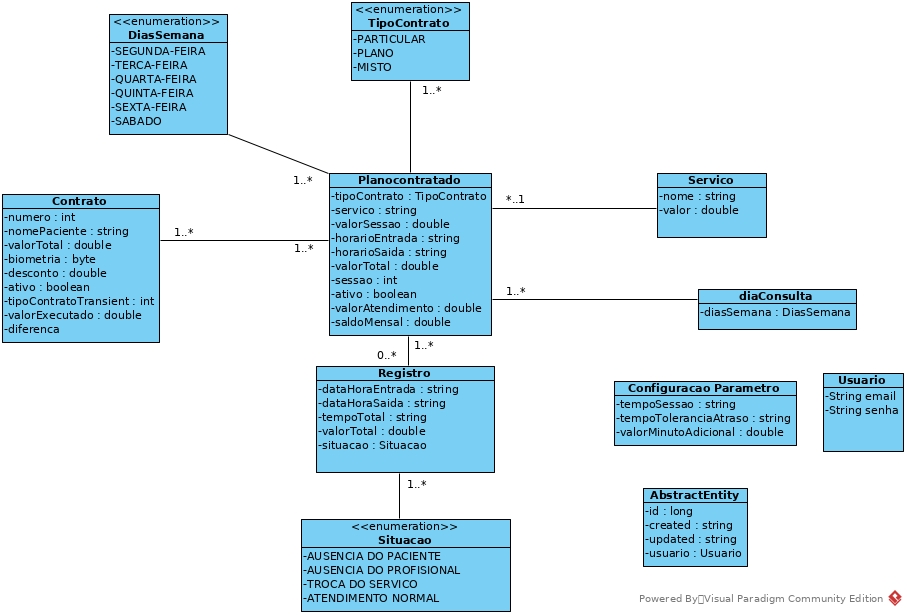 <<enumeration>>
DiasSemana
-SEGUNDA-FEIRA
-TERCA-FEIRA
-QUARTA-FEIRA
-QUINTA-FEIRA
-SEXTA-FEIRA
-SABADO
<<enumeration>>
TipoContrato
-PARTICULAR
-PLANO
-MISTO
1..*
1..*
Contrato
-numero : int
-nomePaciente : string
-valorTotal : double
-biometria : byte
-desconto : double
-ativo : boolean
-tipoContratoTransient : int
-valorExecutado : double
-diferenca
1..*
1..*
Planocontratado
-tipoContrato : TipoContrato
-servico : string
-valorSessao : double
-horarioEntrada : string
-horarioSaida : string
-valorTotal : double
-sessao : int
-ativo : boolean
-valorAtendimento : double
-saldoMensal : double
*..1
Servico
-nome : string
-valor : double
1..*
diaConsulta
-diasSemana : DiasSemana
1..*
0..*
Registro
-dataHoraEntrada : string
-dataHoraSaida : string
-tempoTotal : string
-valorTotal : double
-situacao : Situacao
1..*
<<enumeration>>
Situacao
-AUSENCIA DO PACIENTE
-AUSENCIA DO PROFISIONAL
-TROCA DO SERVICO
-ATENDIMENTO NORMAL
Configuracao Parametro
-tempoSessao : string
-tempoToleranciaAtraso : string
-valorMinutoAdicional : double
Usuario
-String email
-String senha
AbstractEntity
-id : long
-created : string
-updated : string
-usuario : Usuario
Powered By Visual Paradigm Community Edition